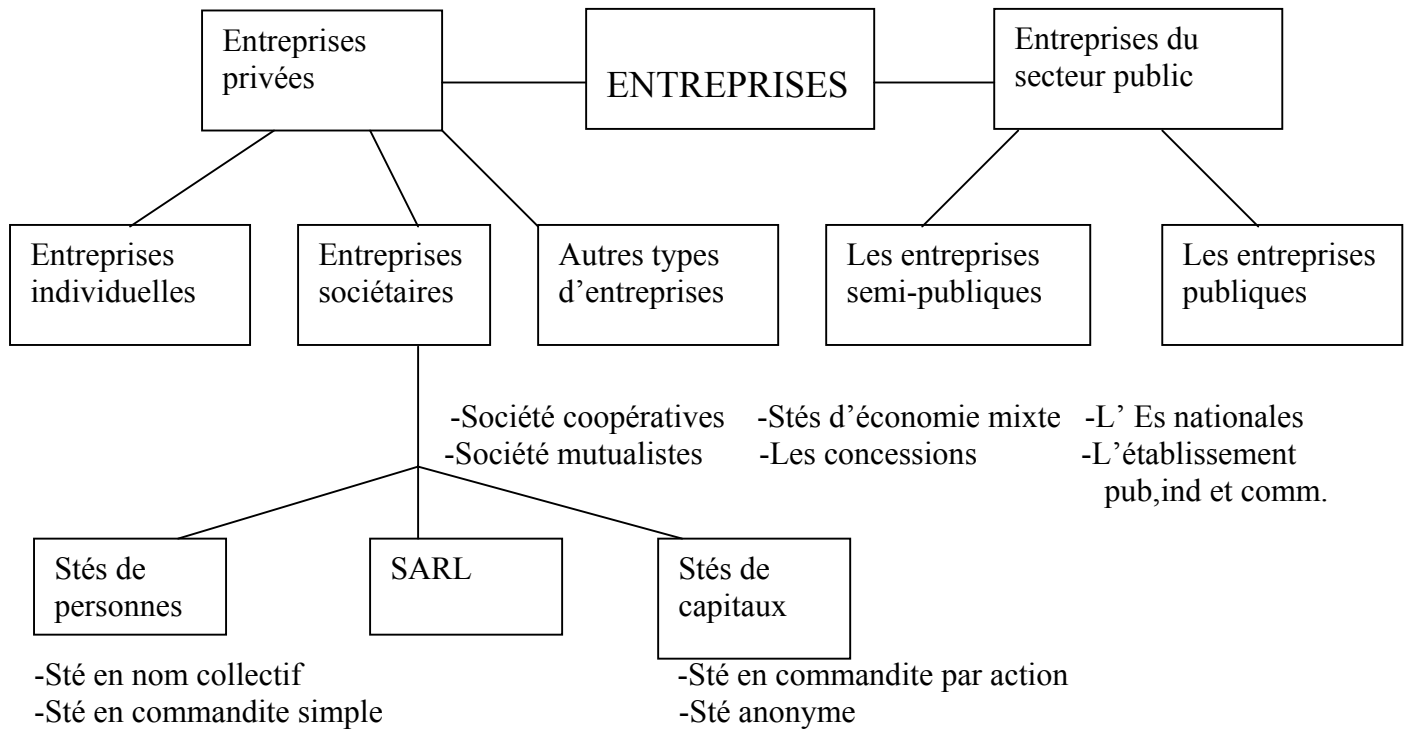 Entreprises
privées
ENTREPRISES
Entreprises du
secteur public
Entreprises
individuelles
Entreprises
sociétaires
Autres types
d’entreprises
Les entreprises
semi-publiques
Les entreprises
publiques
-Société coopératives
-Société mutualistes
-Stés d’économie mixte
-Les concessions
-L’ Es nationales
-L’établissement
pub,ind et comm.
Stés de
personnes
SARL
Stés de
capitaux
-Sté en nom collectif
-Sté en commandite simple
-Sté en commandite par action
-Sté anonyme